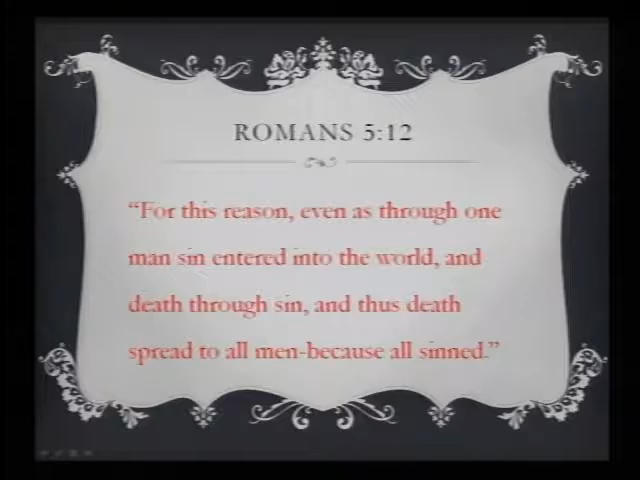 ROMANS 5:12
“For this reason, even as through one
man sin entered into the world, and
death through sin, and thus death
spread to all men-because all sinned.”